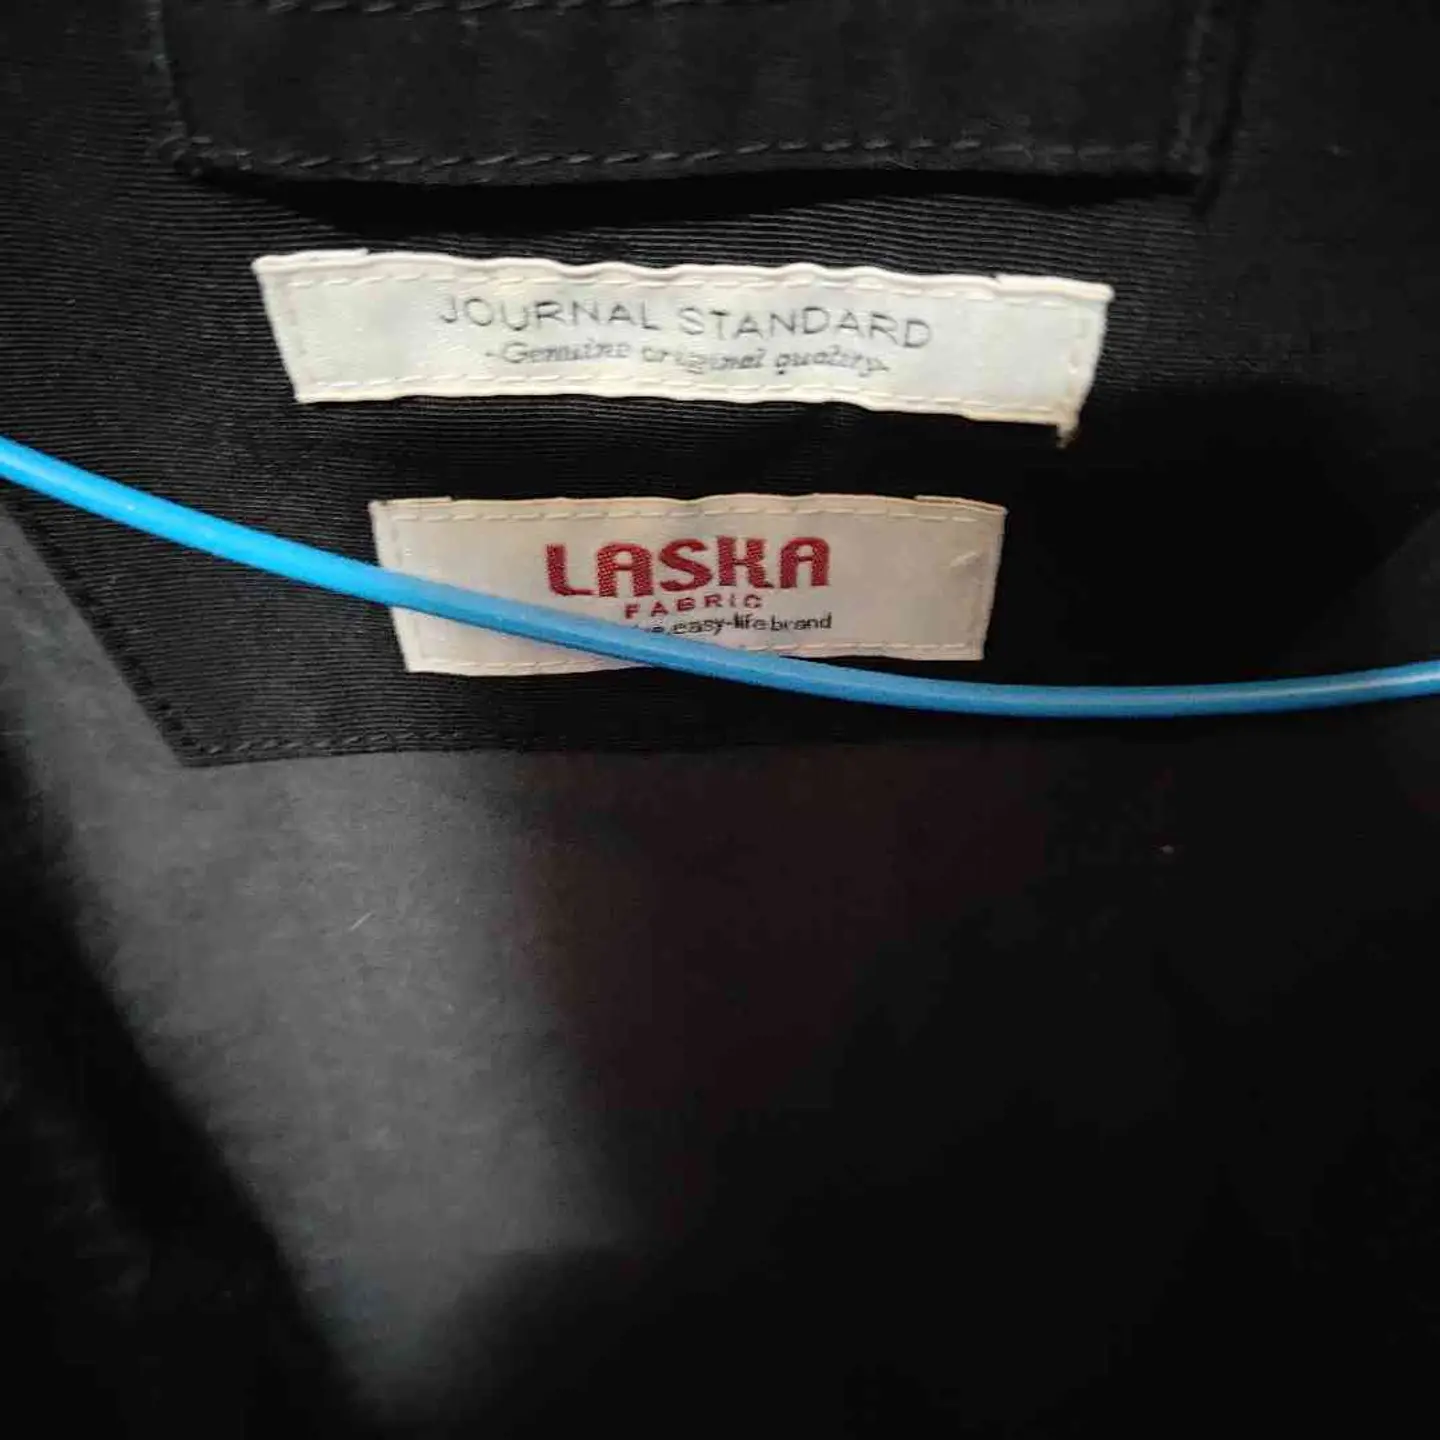 JOURNAL STANDARD
-Genuine original quality-
LASKA
FABRIC
easy-life brand